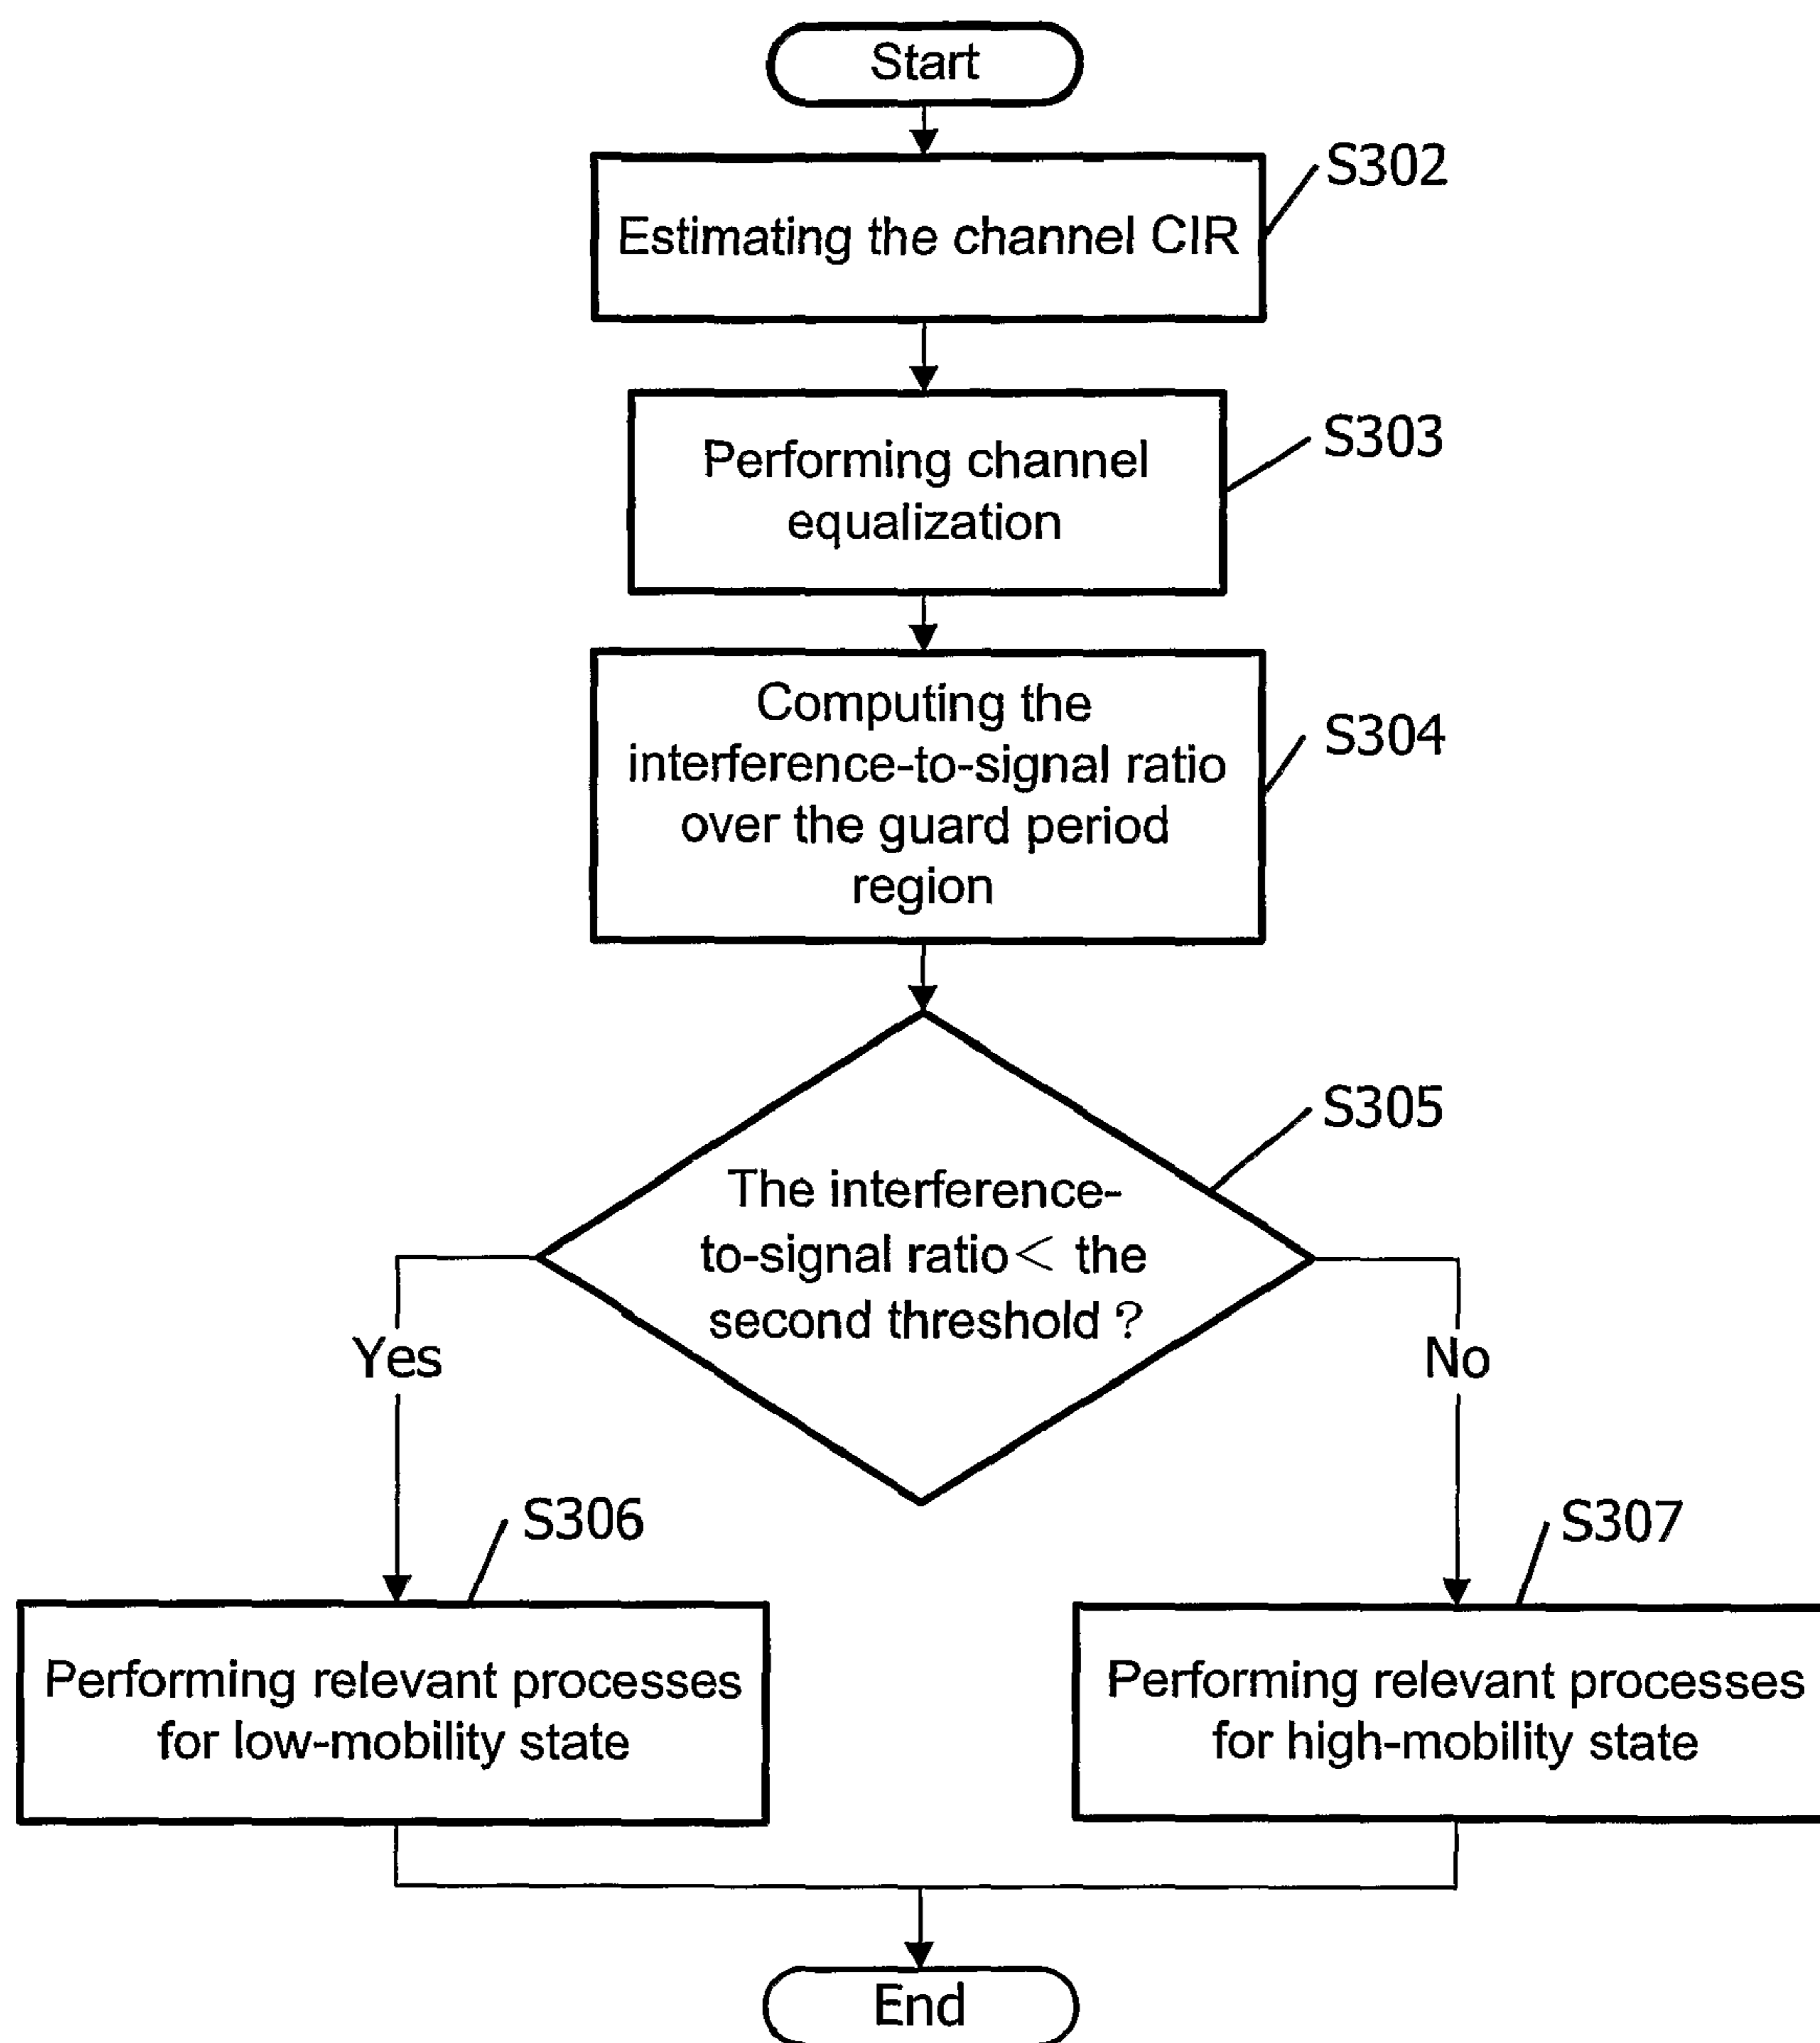 Start
S302
Estimating the channel CIR
S303
Performing channel
equalization
S304
Computing the
interference-to-signal ratio
over the guard period
region
S305
The interference-
to-signal ratio < the
second threshold ?
Yes
No
S306
S307
Performing relevant processes
for low-mobility state
Performing relevant processes
for high-mobility state
End